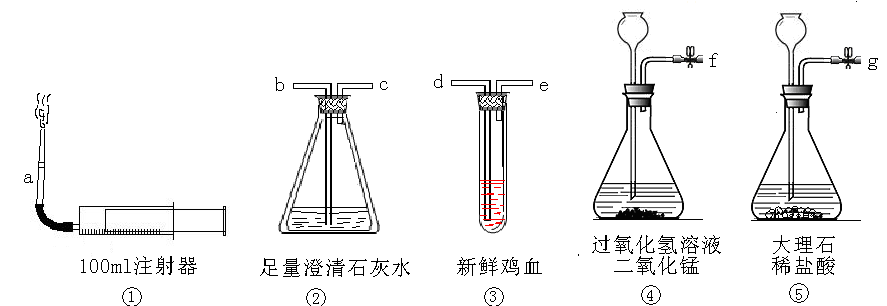 a
b
c
d
e
f
g
100ml注射器
足量澄清石灰水
新鲜鸡血
过氧化氢溶液
二氧化锰
大理石
稀盐酸
①
②
③
④
⑤